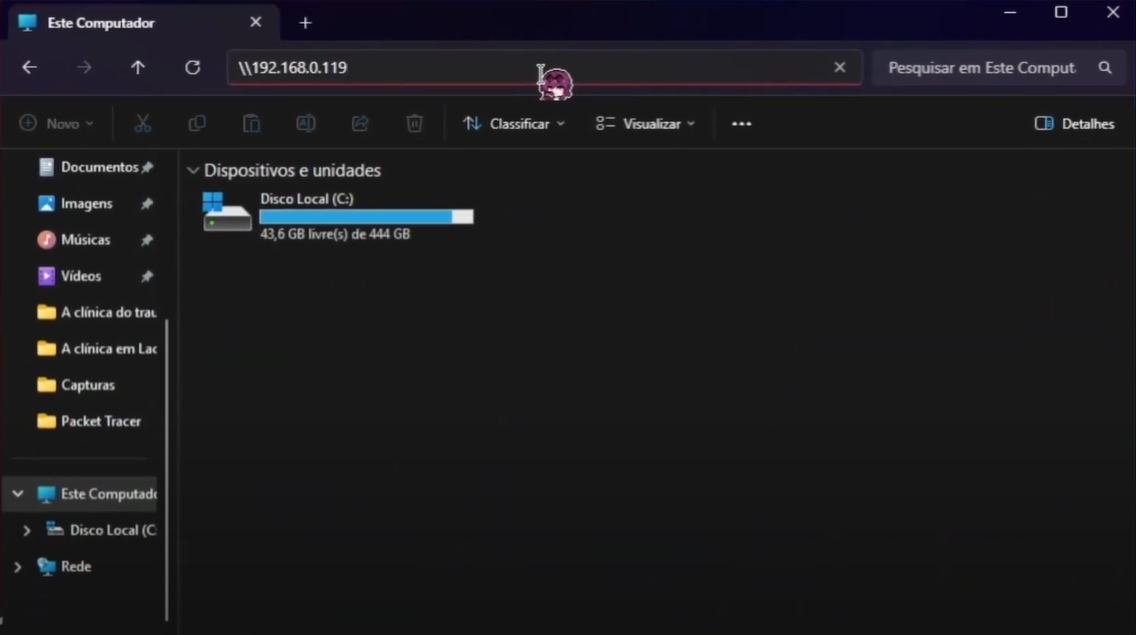 Este Computador
\\192.168.0.119
Pesquisar em Este Comput
Novo
Classificar
Visualizar
Detalhes
Documentos
Imagens
Músicas
Vídeos
A clínica do trau
A clínica em Lac
Capturas
Packet Tracer
Este Computado
Disco Local (C:
Rede
Dispositivos e unidades
Disco Local (C:)
43,6 GB livre(s) de 444 GB